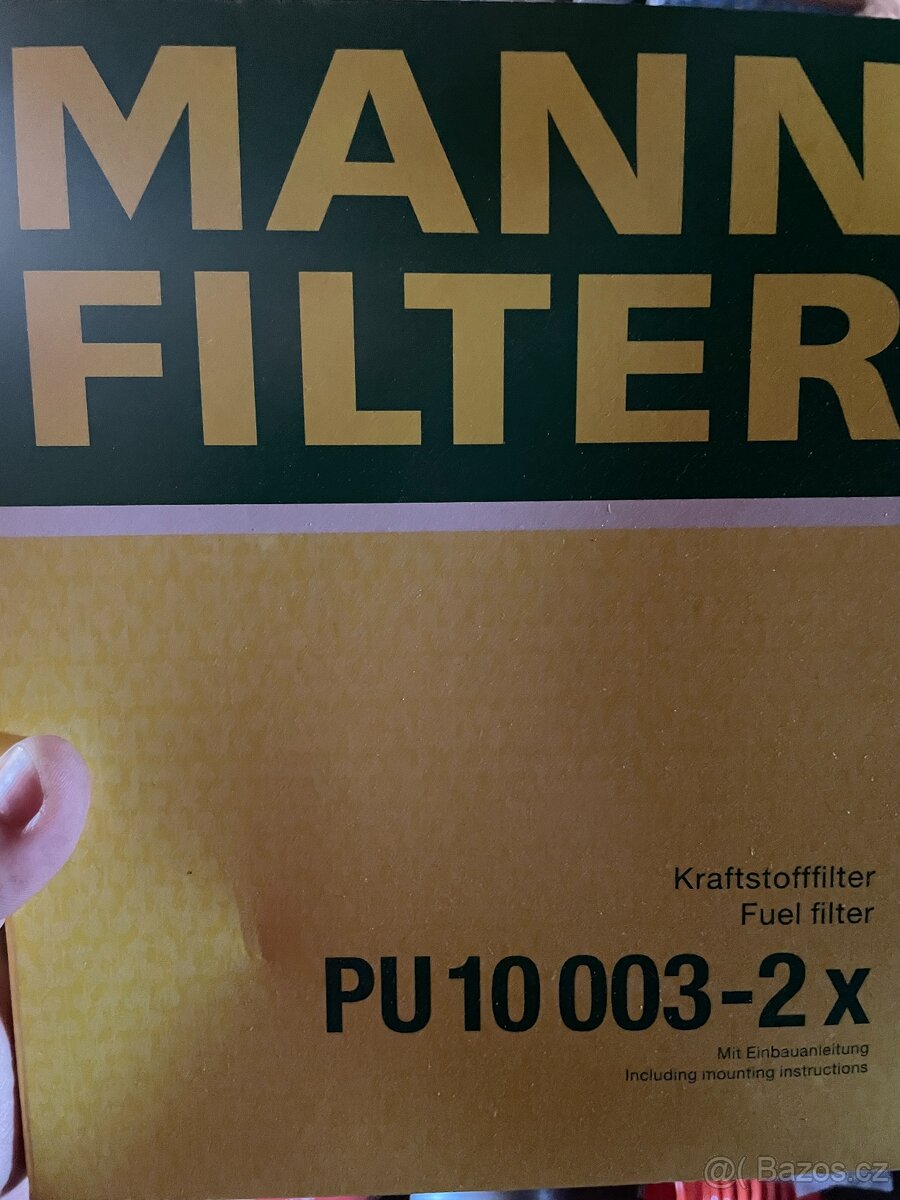 MANN
FILTER
Kraftstofffilter
Fuel filter
PU 10 003-2 x
Mit Einbauanleitung
Including mounting instructions
@( Bazos.cz